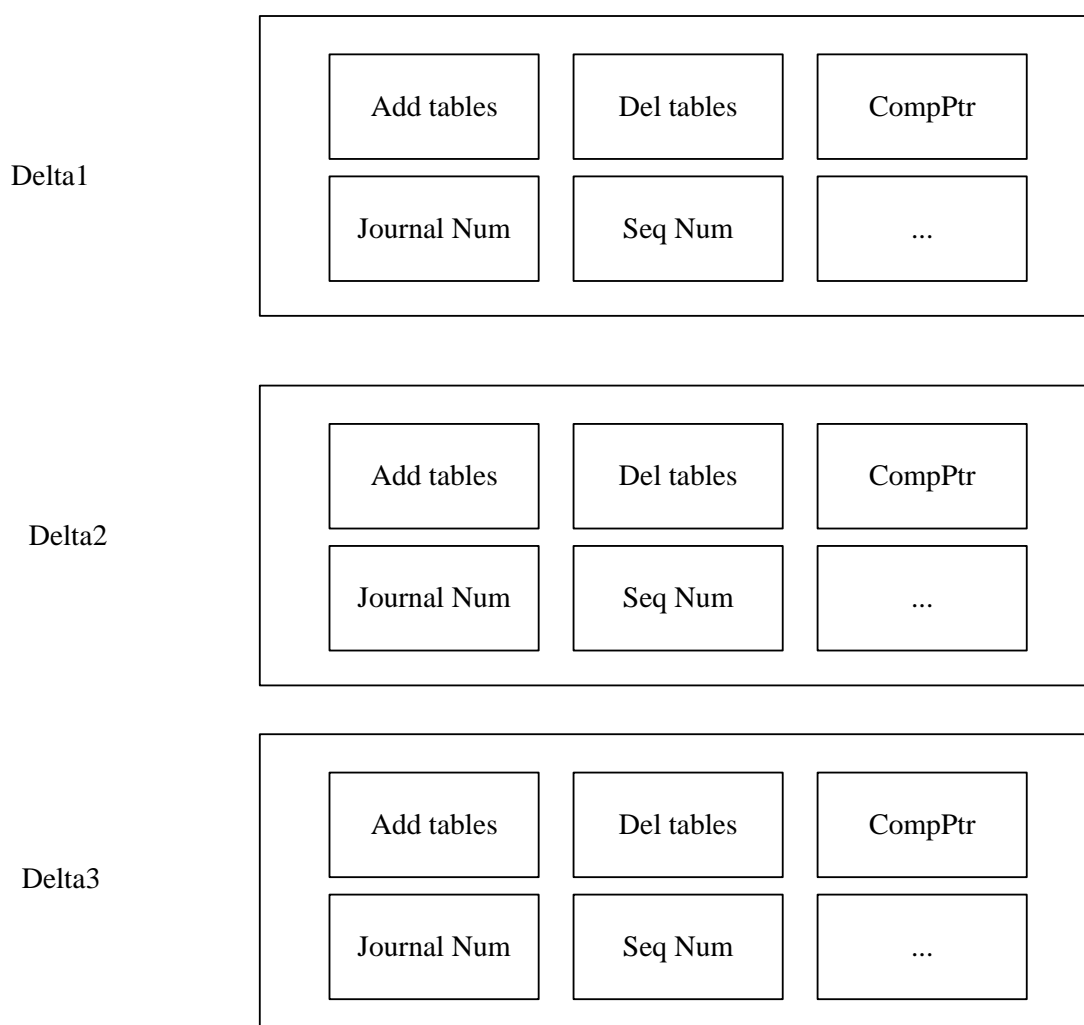 Add tables
Del tables
CompPtr
Delta1
Journal Num
Seq Num
...
Add tables
Del tables
CompPtr
Delta2
Journal Num
Seq Num
...
Add tables
Del tables
CompPtr
Delta3
Journal Num
Seq Num
...